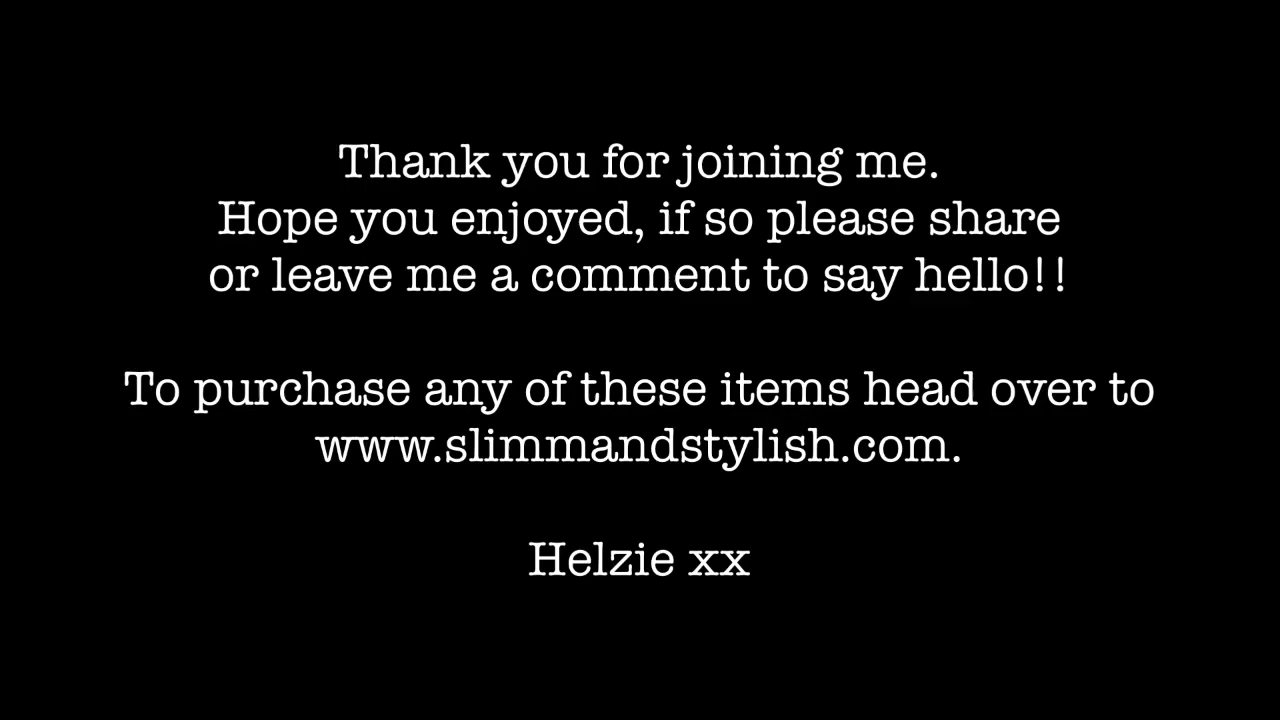 Thank you for joining me.
Hope you enjoyed, if so please share
or leave me a comment to say hello!!
To purchase any of these items head over to
www.slimmandstylish.com.
Helzie xx